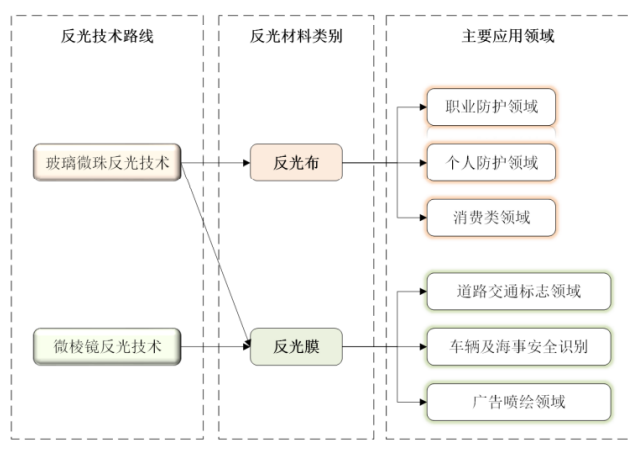 反光技术路线
反光材料类别
主要应用领域
职业防护领域
玻璃微珠反光技术
反光布
个人防护领域
消费类领域
道路交通标志领域
微棱镜反光技术
反光膜
车辆及海事安全识别
广告喷绘领域